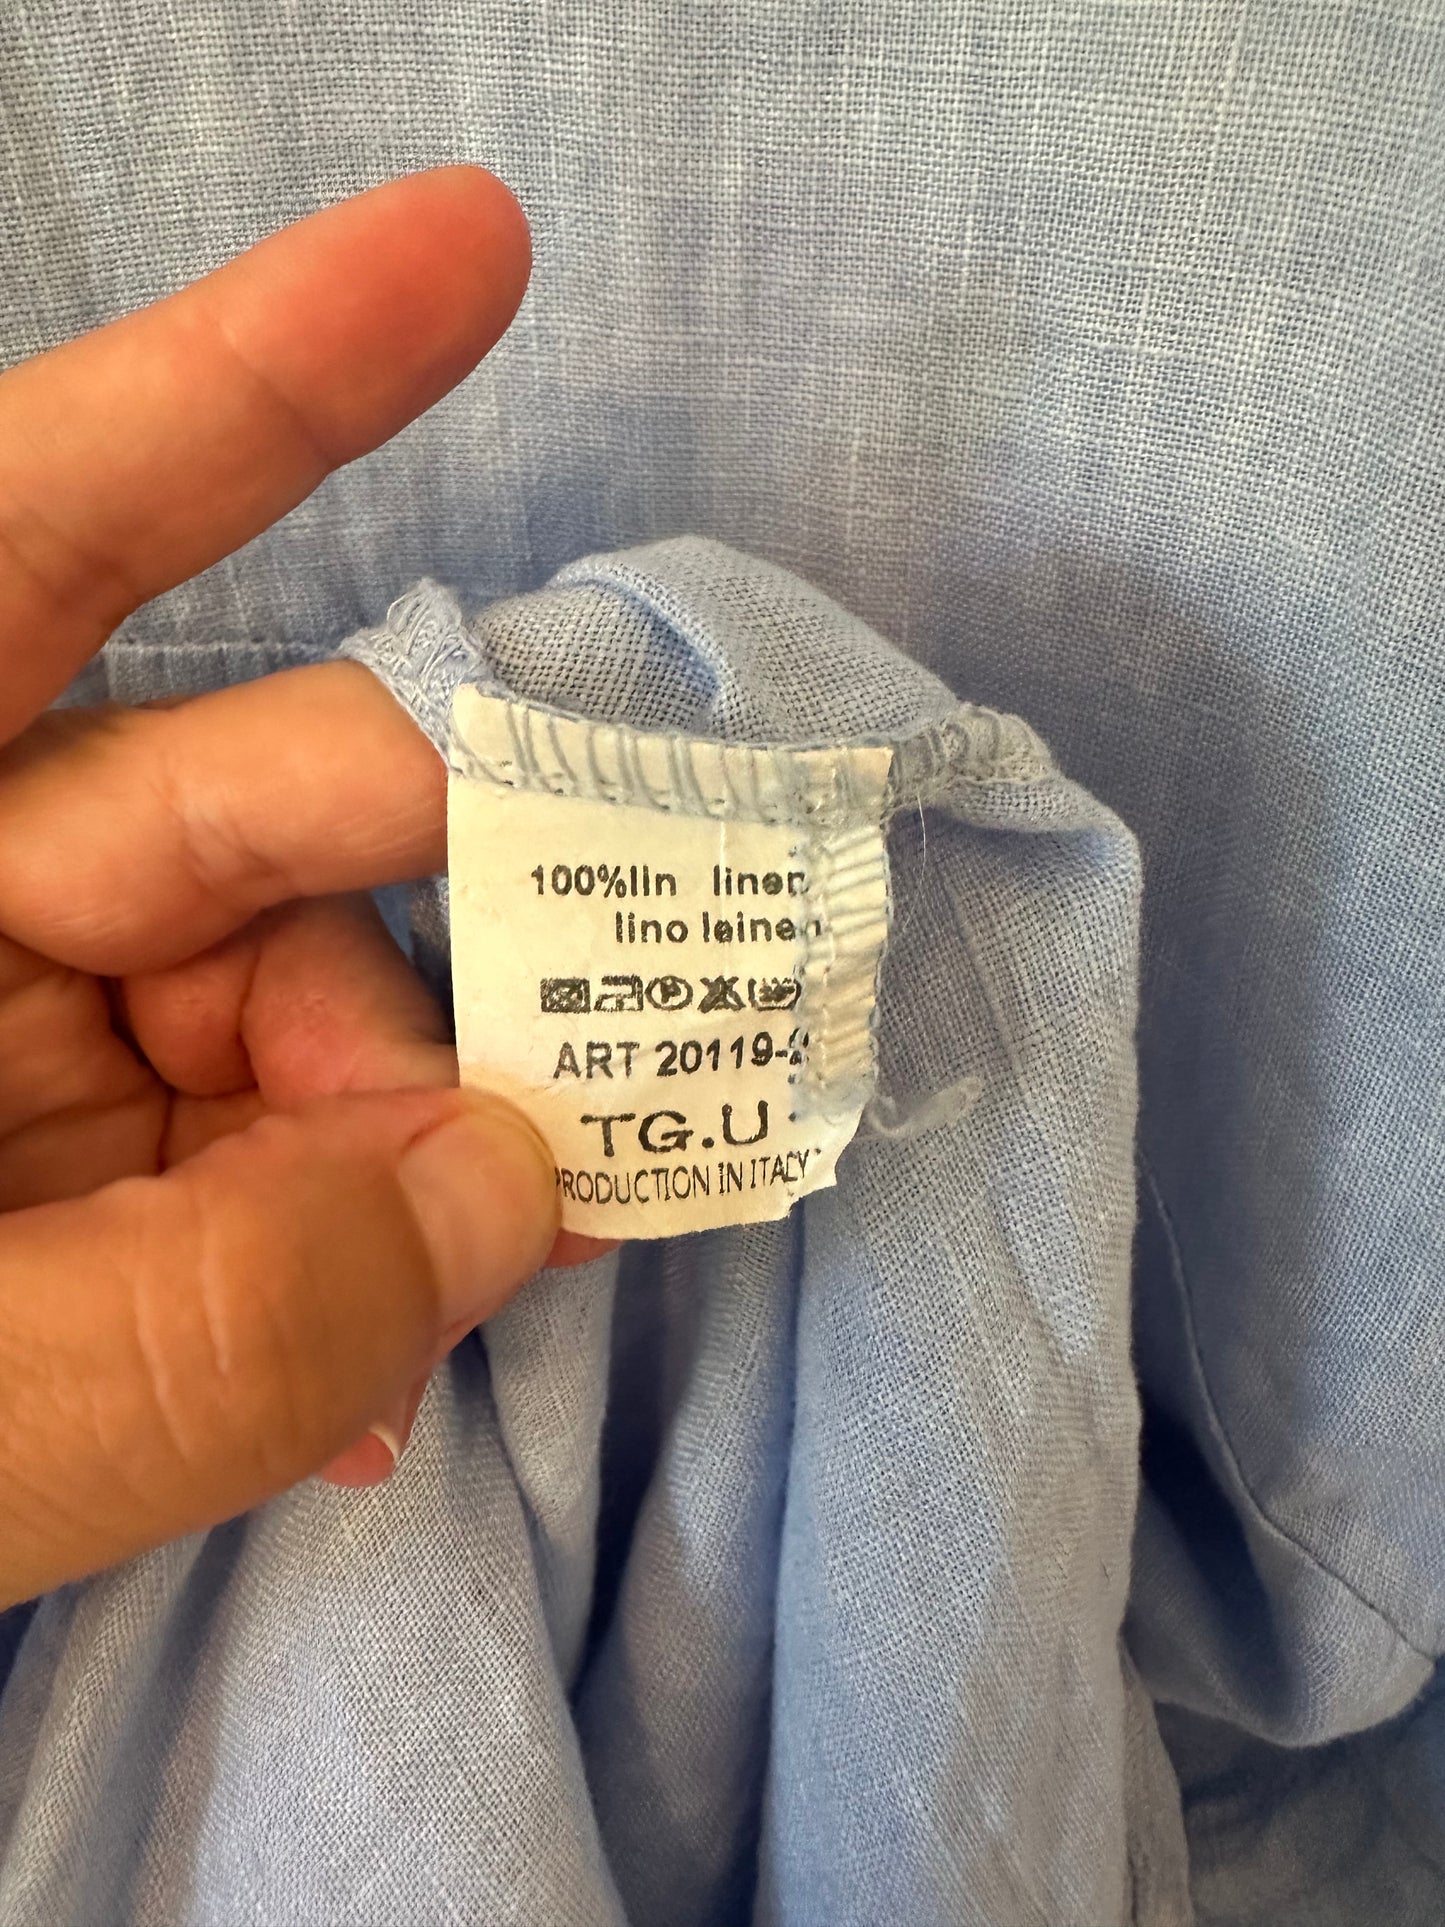 100%lin linen
lino leinen
ART 20119-
TG.U
PRODUCTION IN ITALY